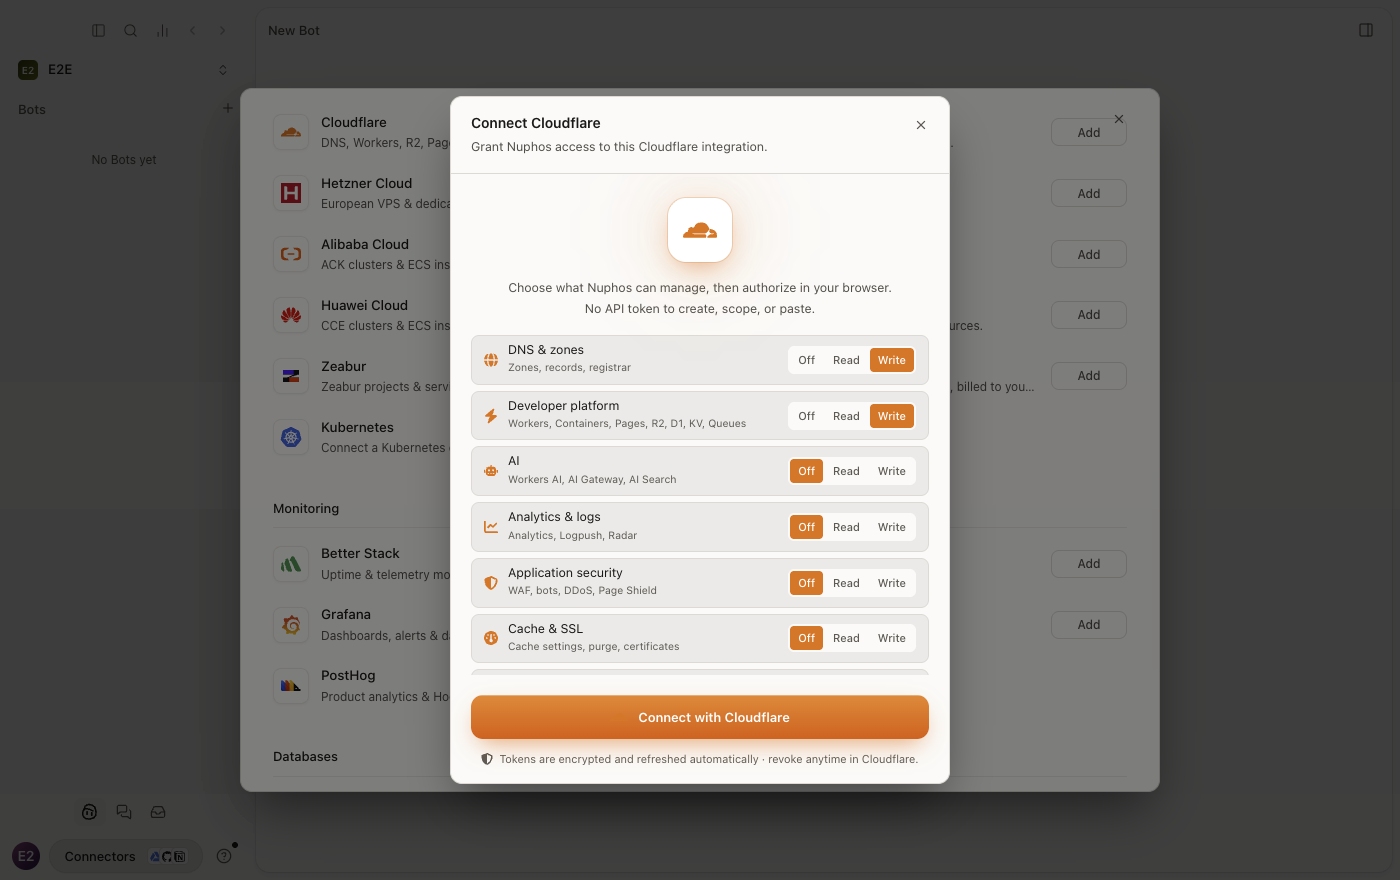 New Bot
E2 E2E
Bots
No Bots yet
Cloudflare
DNS, Workers, R2,
Add
Hetzner Cloud
European VPS &
Add
Alibaba Cloud
ACK clusters & ECS
Add
Huawei Cloud
CCE clusters & ECS
Add
Zeabur
Zeabur projects &
, billed to you...
Add
Kubernetes
Connect a Kubernetes
Monitoring
Better Stack
Uptime & telemetry
Add
Grafana
Dashboards, alerts &
Add
PostHog
Product analytics &
Databases
E2 Connectors
Connect Cloudflare
Grant Nuphos access to this Cloudflare integration.
Choose what Nuphos can manage, then authorize in your browser.
No API token to create, scope, or paste.
DNS & zones
Zones, records, registrar
Off Read Write
Developer platform
Workers, Containers, Pages, R2, D1, KV, Queues
Off Read Write
AI
Workers AI, AI Gateway, AI Search
Off Read Write
Analytics & logs
Analytics, Logpush, Radar
Off Read Write
Application security
WAF, bots, DDoS, Page Shield
Off Read Write
Cache & SSL
Cache settings, purge, certificates
Off Read Write
Connect with Cloudflare
Tokens are encrypted and refreshed automatically · revoke anytime in Cloudflare.